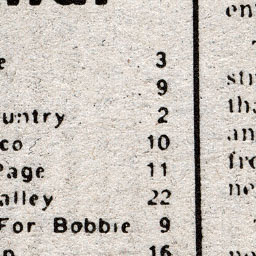 e 3
9
untry 2
co 10
Page 11
alley 22
For Bobbie 9
16
en
str
tha
an
fro
ne